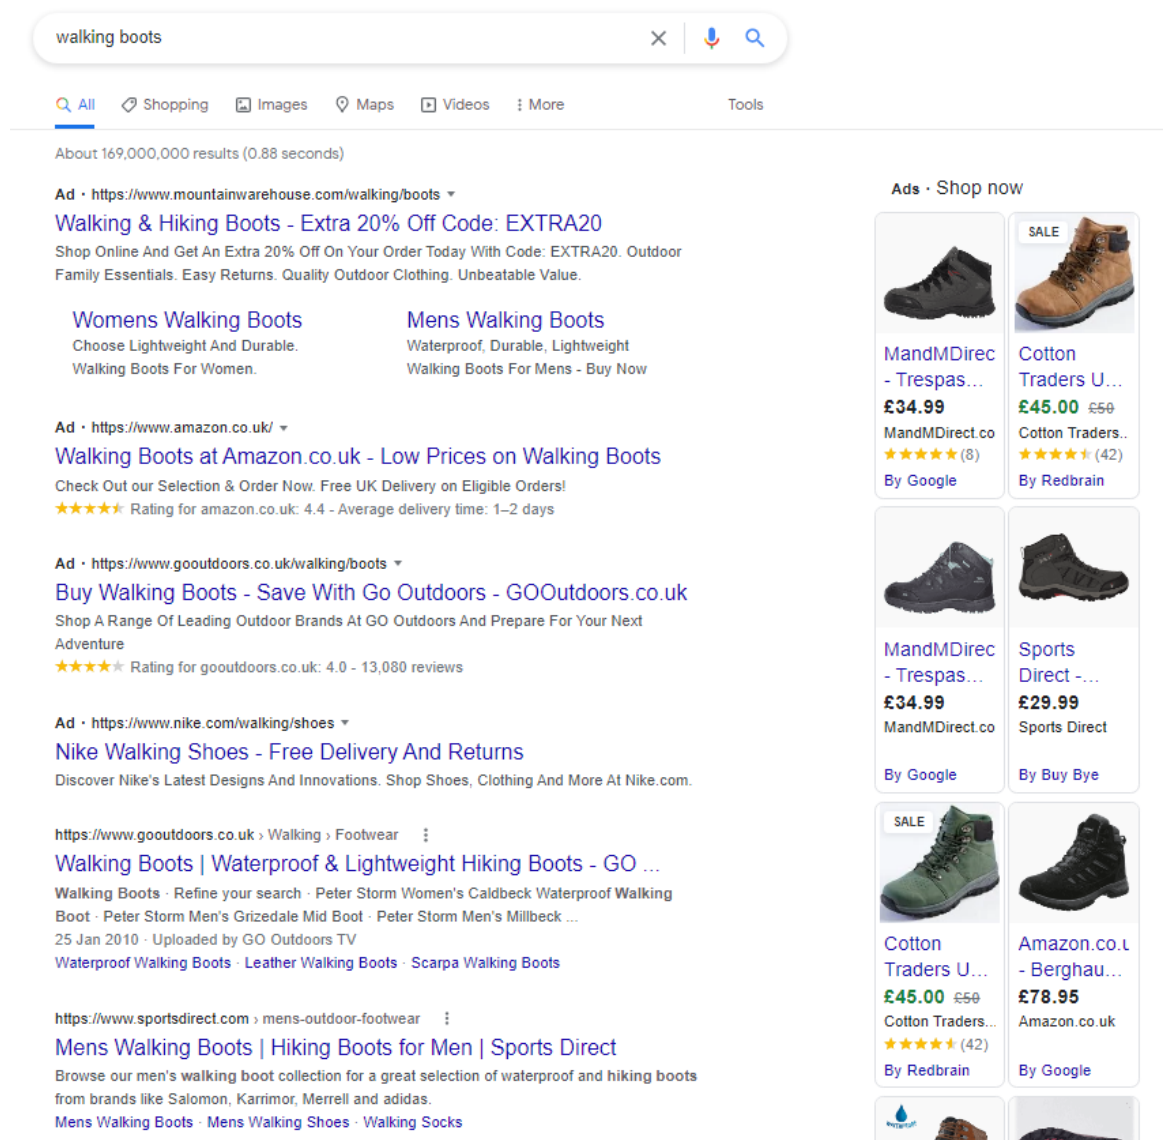 walking boots
All
Shopping
Images
Maps
Videos
More
Tools
About 169,000,000 results (0.88 seconds)
Ad · https://www.mountainwarehouse.com/walking/boots
Walking & Hiking Boots - Extra 20% Off Code: EXTRA20
Shop Online And Get An Extra 20% Off On Your Order Today With Code: EXTRA20. Outdoor
Family Essentials. Easy Returns. Quality Outdoor Clothing. Unbeatable Value.
Womens Walking Boots
Choose Lightweight And Durable.
Walking Boots For Women.
Mens Walking Boots
Waterproof, Durable, Lightweight
Walking Boots For Mens - Buy Now
Ad · https://www.amazon.co.uk/
Walking Boots at Amazon.co.uk - Low Prices on Walking Boots
Check Out our Selection & Order Now. Free UK Delivery on Eligible Orders!
Rating for amazon.co.uk: 4.4 - Average delivery time: 1–2 days
Ad · https://www.gooutdoors.co.uk/walking/boots
Buy Walking Boots - Save With Go Outdoors - GOOutdoors.co.uk
Shop A Range Of Leading Outdoor Brands At GO Outdoors And Prepare For Your Next
Adventure
Rating for gooutdoors.co.uk: 4.0 - 13,080 reviews
Ad · https://www.nike.com/walking/shoes
Nike Walking Shoes - Free Delivery And Returns
Discover Nike's Latest Designs And Innovations. Shop Shoes, Clothing And More At Nike.com.
https://www.gooutdoors.co.uk › Walking › Footwear
Walking Boots | Waterproof & Lightweight Hiking Boots - GO ...
Walking Boots · Refine your search · Peter Storm Women's Caldbeck Waterproof Walking
Boot · Peter Storm Men's Grizedale Mid Boot · Peter Storm Men's Millbeck ...
25 Jan 2010 · Uploaded by GO Outdoors TV
Waterproof Walking Boots · Leather Walking Boots · Scarpa Walking Boots
https://www.sportsdirect.com › mens-outdoor-footwear
Mens Walking Boots | Hiking Boots for Men | Sports Direct
Browse our men's walking boot collection for a great selection of waterproof and hiking boots
from brands like Salomon, Karrimor, Merrell and adidas.
Mens Walking Boots · Mens Walking Shoes · Walking Socks
Ads · Shop now
MandMDirec
- Trespas...
£34.99
MandMDirect.co
(8)
By Google
SALE
Cotton
Traders U...
£45.00 £50
Cotton Traders..
(42)
By Redbrain
MandMDirec
- Trespas...
£34.99
MandMDirect.co
By Google
Sports
Direct -...
£29.99
Sports Direct
By Buy Bye
SALE
Cotton
Traders U...
£45.00 £50
Cotton Traders...
(42)
By Redbrain
Amazon.co.u
- Berghau...
£78.95
Amazon.co.uk
By Google